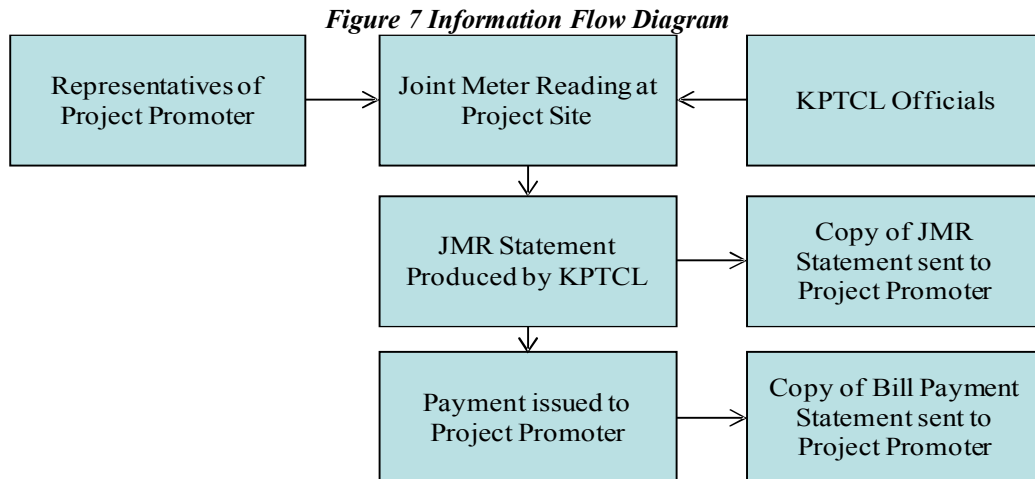 Figure 7 Information Flow Diagram
Representatives of
Project Promoter
Joint Meter Reading at
Project Site
KPTCL Officials
JMR Statement
Produced by KPTCL
Copy of JMR
Statement sent to
Project Promoter
Payment issued to
Project Promoter
Copy of Bill Payment
Statement sent to
Project Promoter